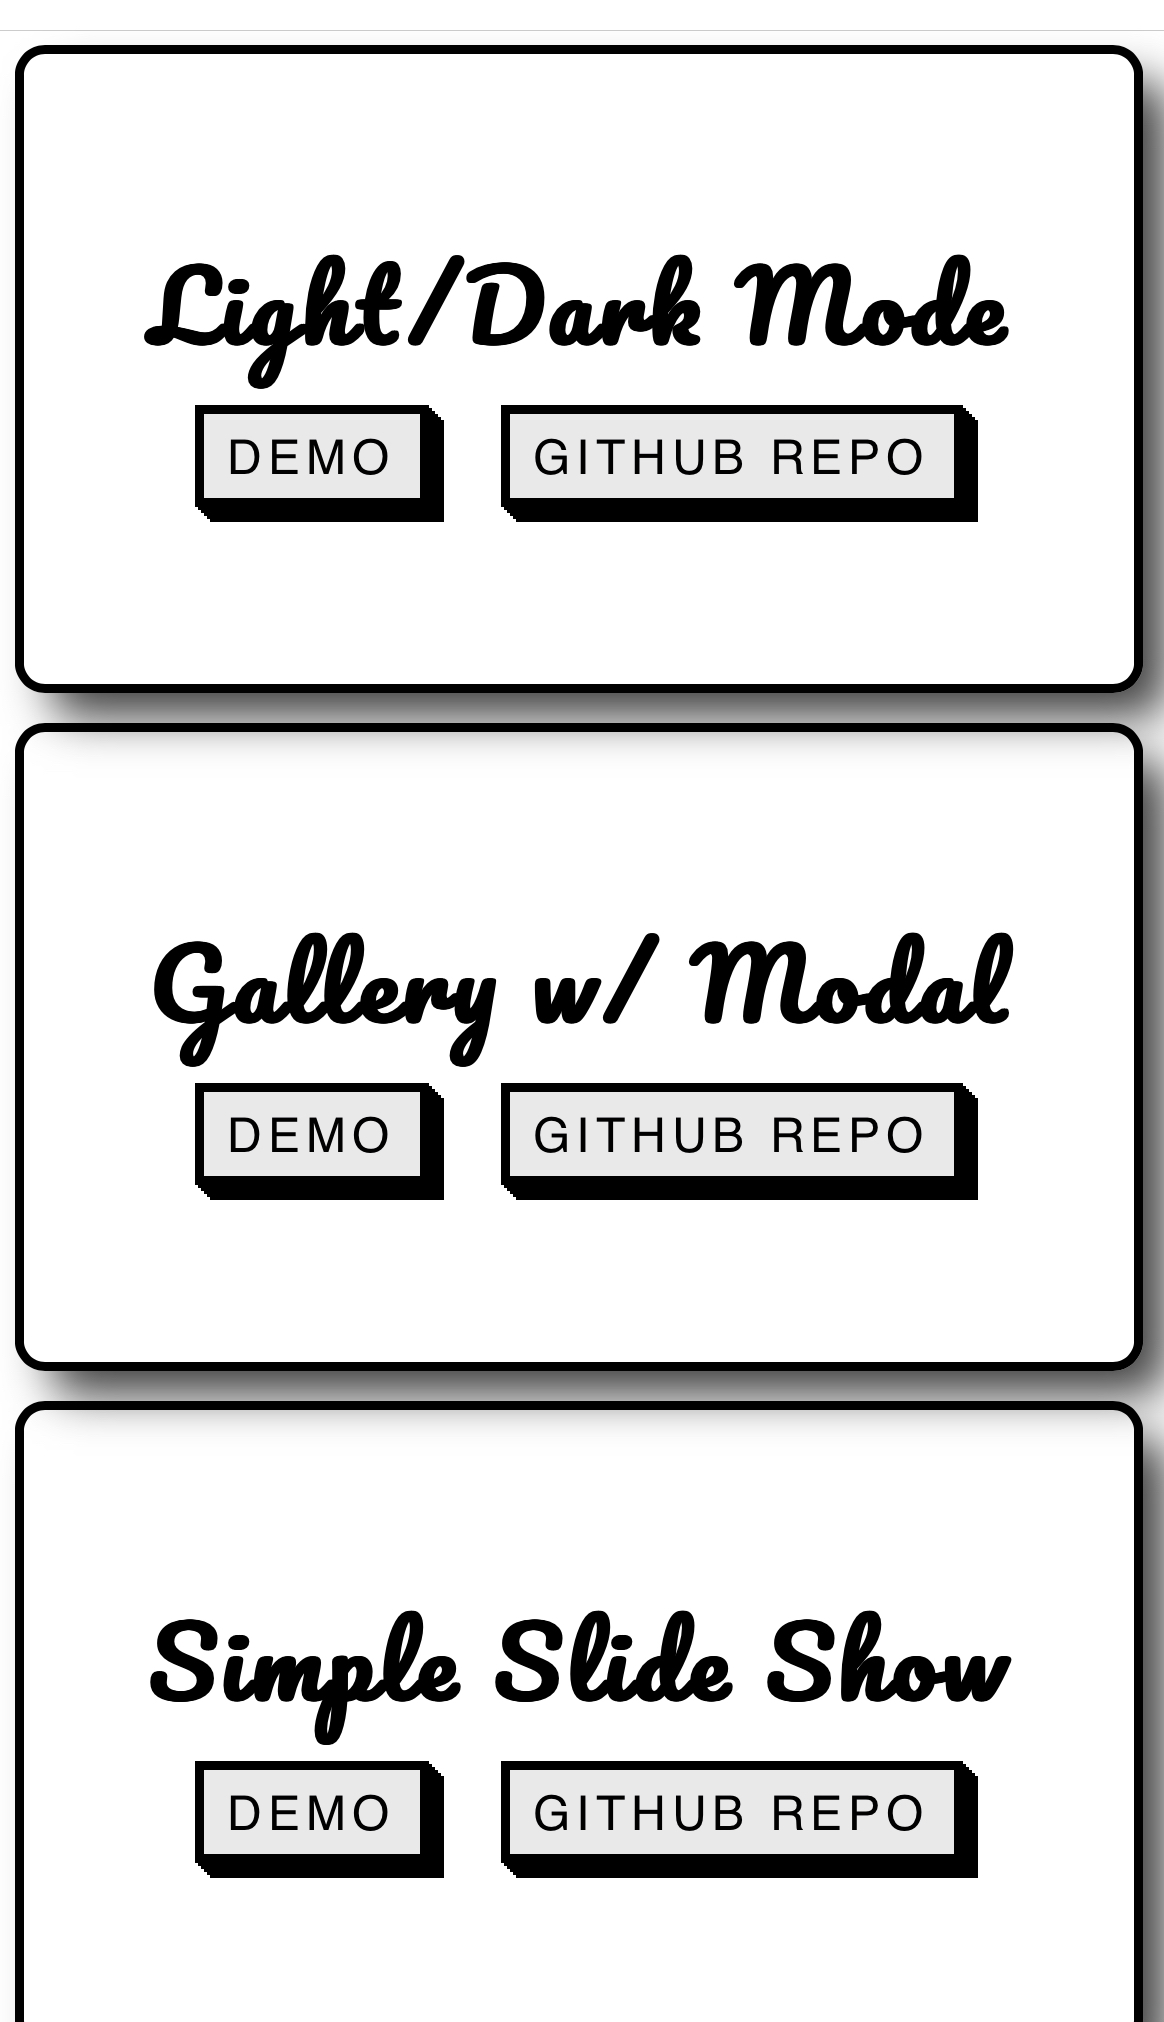 Light/Dark Mode
DEMO GITHUB REPO
Gallery w/ Modal
DEMO GITHUB REPO
Simple Slide Show
DEMO GITHUB REPO